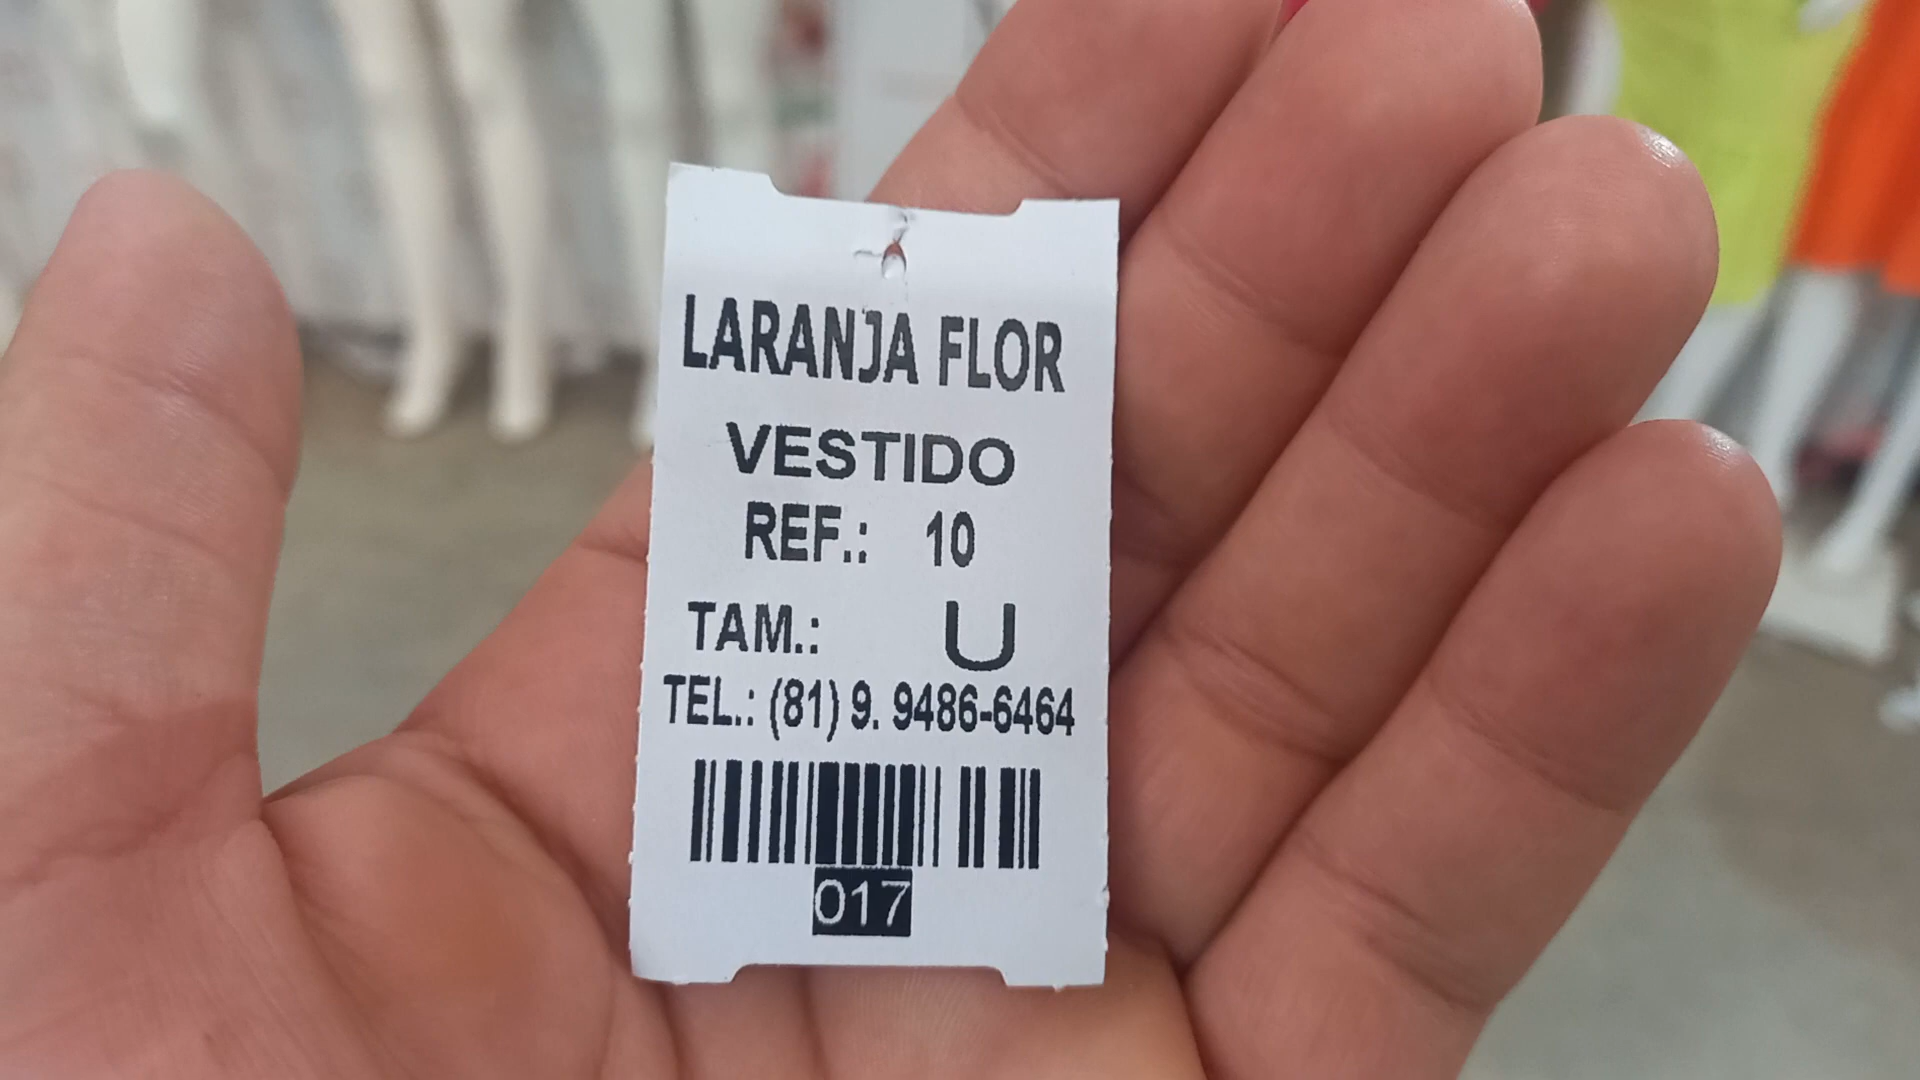 LARANJA FLOR
VESTIDO
REF.: 10
TAM.: U
TEL.: (81) 9. 9486-6464
017